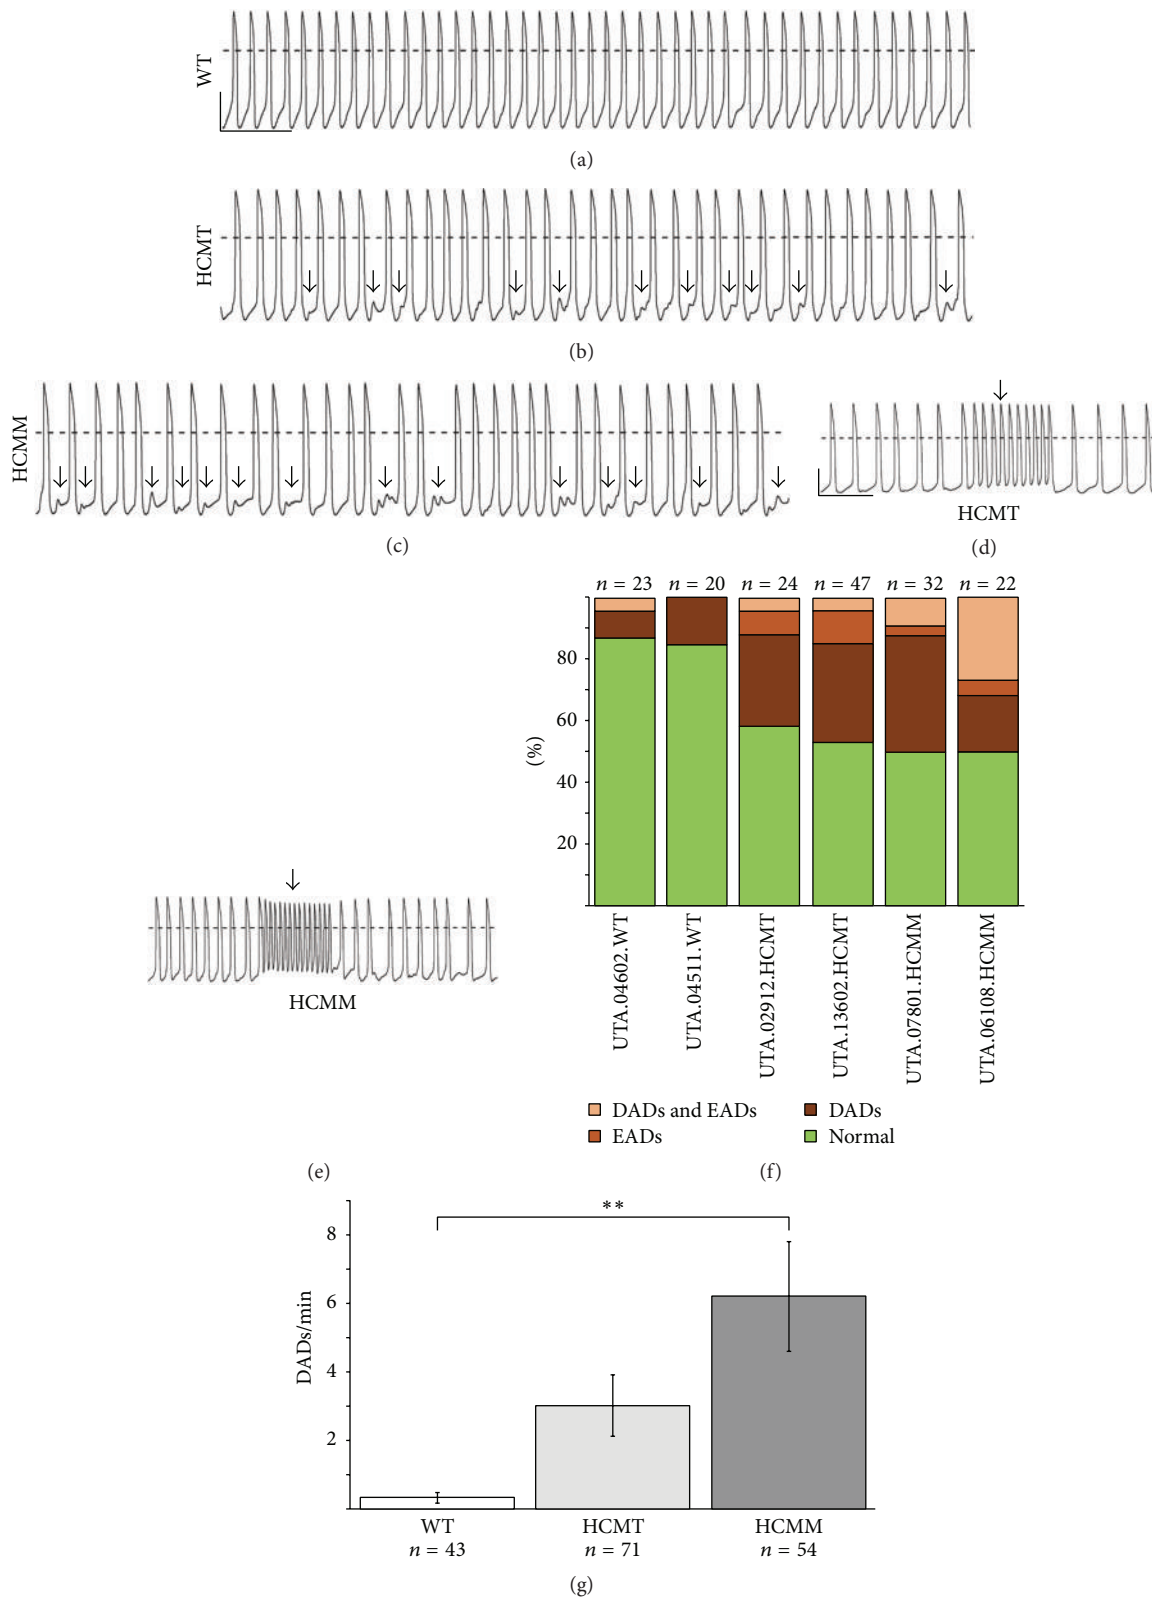 WT
(a)
HCMT
(b)
HCMM
(c)
HCMT
(d)
HCMM
(e)
n = 23 n = 20 n = 24 n = 47 n = 32 n = 22
80
60
40
20
(%)
UTA.04602.WT
UTA.04511.WT
UTA.02912.HCMT
UTA.13602.HCMT
UTA.07801.HCMM
UTA.06108.HCMM
DADs and EADs DADs
EADs Normal
(f)
**
8
6
4
2
DADs/min
WT HCMT HCMM
n = 43 n = 71 n = 54
(g)